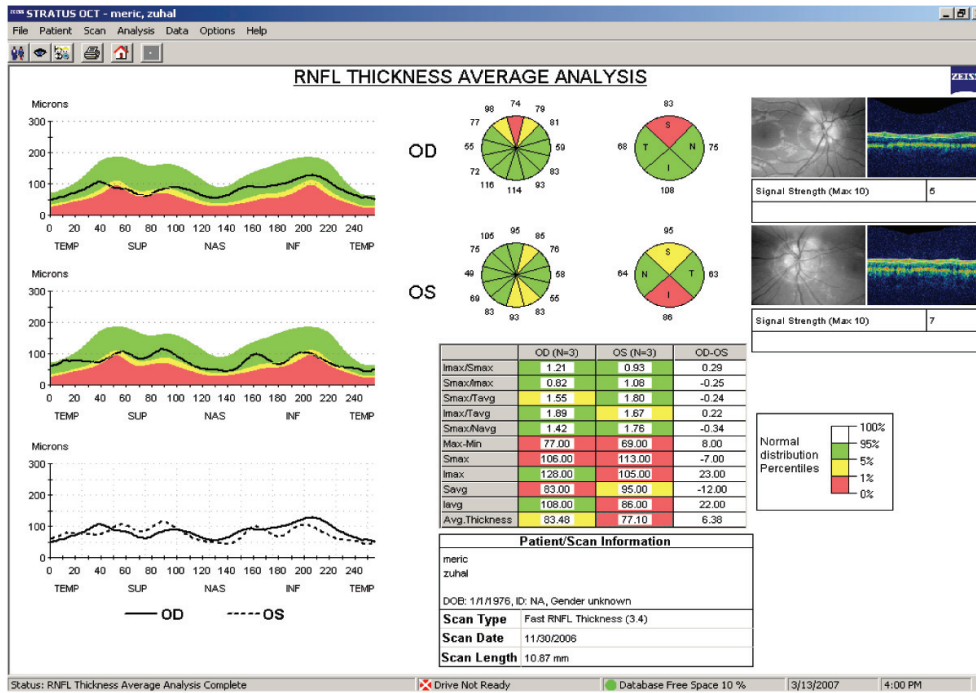 STRATUS OCT - meric, zuhal
File Patient Scan Analysis Data Options Help
RNFL THICKNESS AVERAGE ANALYSIS
ZEISS
Microns
300
200
100
0
0 20 40 60 80 100 120 140 160 180 200 220 240
TEMP SUP NAS INF TEMP
OD
74
98 79
77 81
55 59
72 83
116 93
114
83
S
68 T N 75
I
108
Signal Strength (Max 10)
Microns
300
200
100
0
0 20 40 60 80 100 120 140 160 180 200 220 240
TEMP SUP NAS INF TEMP
OS
95
105 85
75 76
49 58
69 55
83 83
93
95
S
64 N T 63
I
86
Signal Strength (Max 10) 7
300
200
100
0
0 20 40 60 80 100 120 140 160 180 200 220 240
TEMP SUP NAS INF TEMP
OD OS
OD (N=3) OS (N=3) OD-OS
Imax/Smax 1.21 0.93 0.29
Smax/Imax 0.82 1.08 -0.25
Smax/Tavg 1.55 1.80 -0.24
Imax/Tavg 1.89 1.67 0.22
Smax/Navg 1.42 1.76 -0.34
Max-Min 77.00 69.00 8.00
Smax 106.00 113.00 -7.00
Imax 128.00 105.00 23.00
Savg 83.00 95.00 -12.00
Iavg 108.00 86.00 22.00
Avg.Thickness 83.48 77.10 6.38
Normal
distribution
Percentiles
100%
95%
5%
1%
0%
Patient/Scan Information
meric
zuhal
DOB: 1/1/1976, ID: NA, Gender unknown
Scan Type Fast RNFL Thickness (3.4)
Scan Date 11/30/2006
Scan Length 10.87 mm
Status: RNFL Thickness Average Analysis Complete Drive Not Ready Database Free Space 10 % 3/13/2007 4:00 PM